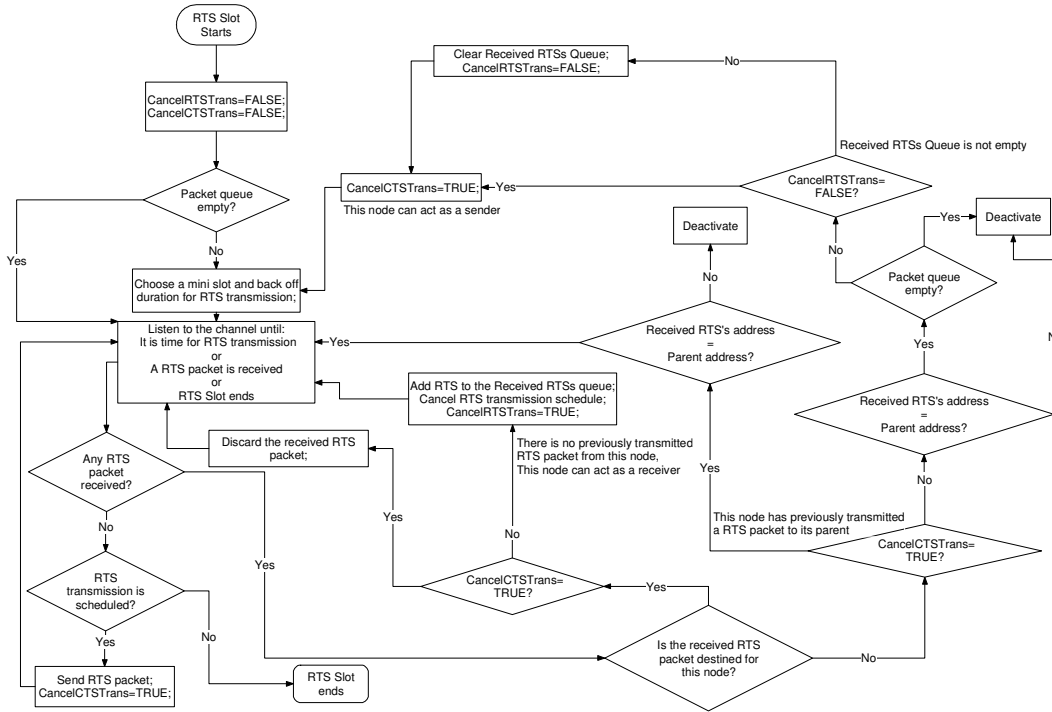 RTS Slot
Starts
CancelRTSTrans=FALSE;
CancelCTSTrans=FALSE;
Packet queue
empty?
Yes
No
Choose a mini slot and back off
duration for RTS transmission;
Listen to the channel until:
It is time for RTS transmission
or
A RTS packet is received
or
RTS Slot ends
Any RTS
packet
received?
No
Yes
RTS
transmission is
scheduled?
Yes
No
Send RTS packet;
CancelCTSTrans=TRUE;
RTS Slot
ends
Clear Received RTSs Queue;
CancelRTSTrans=FALSE;
No
CancelCTSTrans=TRUE;
This node can act as a sender
Yes
Received RTSs Queue is not empty
CancelRTSTrans=
FALSE?
No
Deactivate
No
Received RTS's address
=
Parent address?
Yes
Yes
Add RTS to the Received RTSs queue;
Cancel RTS transmission schedule;
CancelRTSTrans=TRUE;
Discard the received RTS
packet;
There is no previously transmitted
RTS packet from this node,
This node can act as a receiver
No
Yes
CancelCTSTrans=
TRUE?
Yes
Is the received RTS
packet destined for
this node?
No
This node has previously transmitted
a RTS packet to its parent
CancelCTSTrans=
TRUE?
No
Received RTS's address
=
Parent address?
Yes
Packet queue
empty?
Yes
Deactivate
N